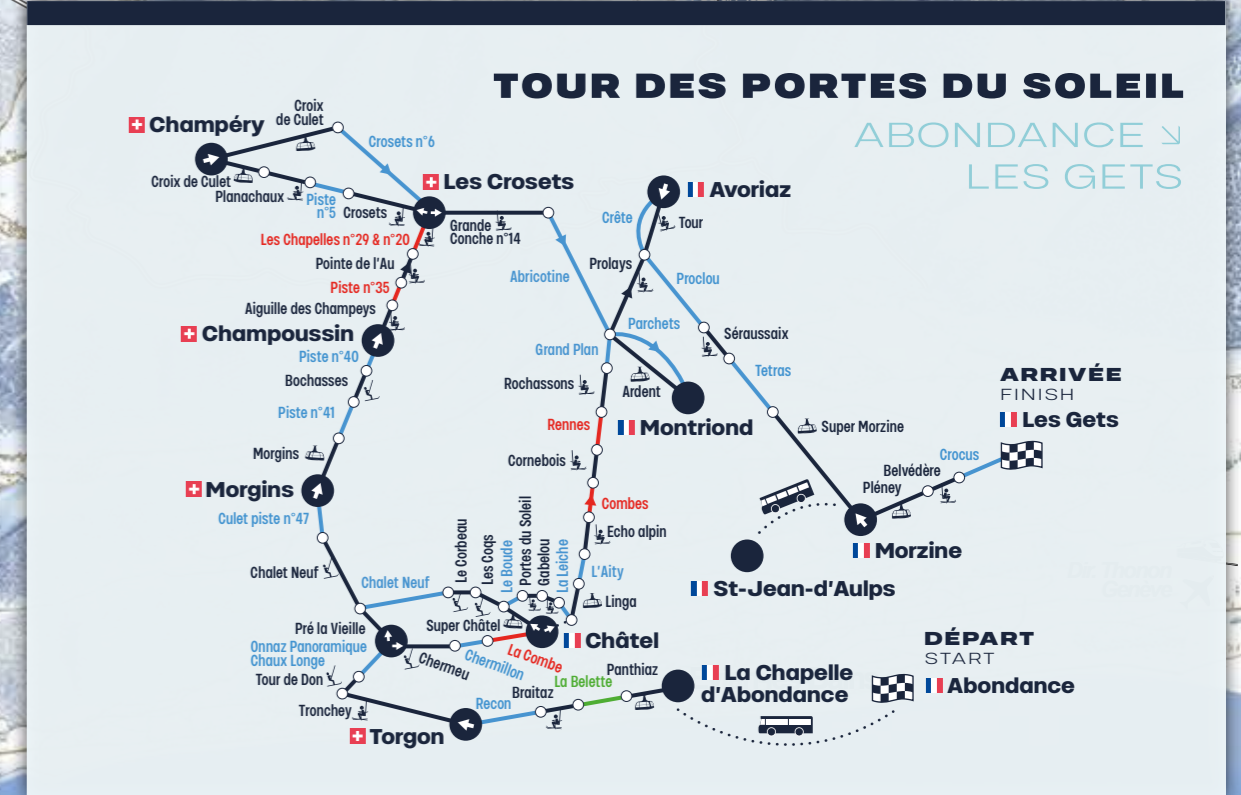 TOUR DES PORTES DU SOLEIL
ABONDANCE
LES GETS
Croix
de Culet
Champéry
Crosets n°6
Croix de Culet
Planachaux
Piste
n°5
Crosets
Les Crosets
Grande
Conche n°14
Les Chapelles n°29 & n°20
Pointe de l'Au
Piste n°35
Aiguille des Champeys
Champoussin
Piste n°40
Bochasses
Piste n°41
Morgins
Morgins
Culet piste n°47
Chalet Neuf
Chalet Neuf
Le Corbeau
Les Coqs
Le Boude
Portes du Soleil
Gabelou
La Leiche
Super Châtel
Pré la Vieille
Onnaz Panoramique
Chaux Longe
Tour de Don
Tronchey
Torgon
Chermeu
Chermillon
La Combe
Châtel
Linga
L'Aity
Echo alpin
Combes
Cornebois
Rennes
Rochassons
Grand Plan
Abricotine
Parchets
Ardent
Montriond
Prolays
Crête
Tour
Avoriaz
Proclou
Séraussaix
Tetras
Super Morzine
Morzine
St-Jean-d'Aulps
Pléney
Belvédère
Crocus
ARRIVÉE
FINISH
Les Gets
DÉPART
START
Abondance
La Chapelle
d'Abondance
Panthiaz
La Belette
Braitaz
Recon
Dir. Thonon
Genève